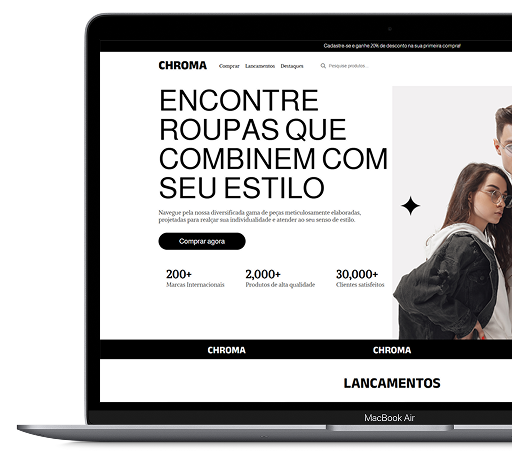 Cadastre-se e ganhe 20% de desconto na sua primeira compra!
CHROMA Comprar Lancamentos Destaques Pesquise produtos...
ENCONTRE
ROUPAS QUE
COMBINEM COM
SEU ESTILO
Navegue pela nossa diversificada gama de peças meticulosamente elaboradas,
projetadas para realçar sua individualidade e atender ao seu senso de estilo.
Comprar agora
200+ 2,000+ 30,000+
Marcas Internacionais Produtos de alta qualidade Clientes satisfeitos
CHROMA CHROMA
LANCAMENTOS
MacBook Air